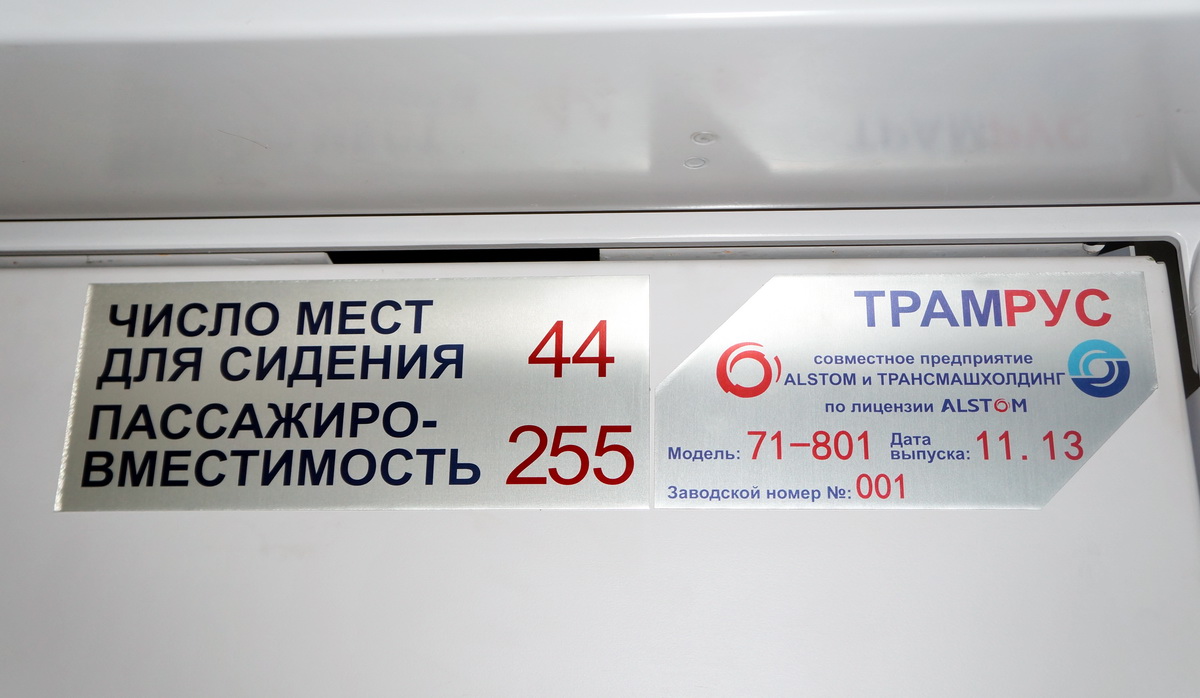 ЧИСЛО МЕСТ
ДЛЯ СИДЕНИЯ 44
ПАССАЖИРО-
ВМЕСТИМОСТЬ 255
ТРАМРУС
совместное предприятие
ALSTOM и ТРАНСМАШХОЛДИНГ
по лицензии ALSTOM
Модель: 71-801 Дата выпуска: 11. 13
Заводской номер №: 001